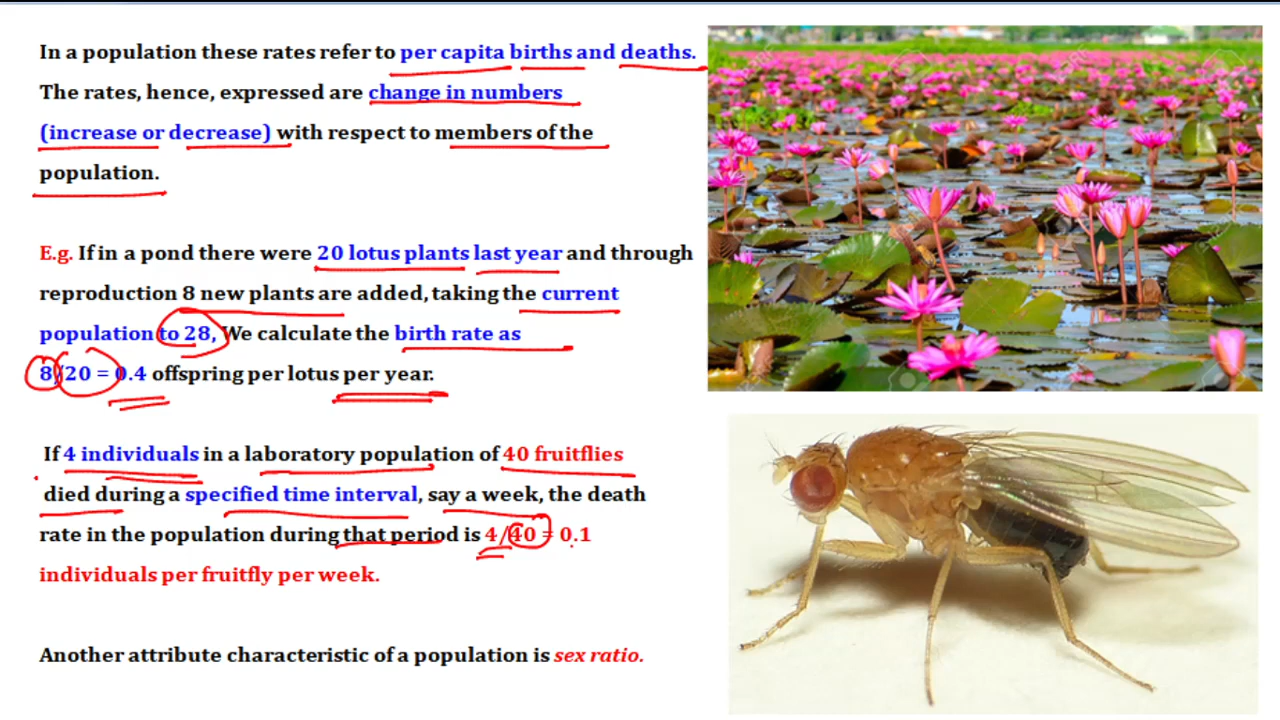 In a population these rates refer to per capita births and deaths.
The rates, hence, expressed are change in numbers
(increase or decrease) with respect to members of the
population.
E.g. If in a pond there were 20 lotus plants last year and through
reproduction 8 new plants are added, taking the current
population to 28, We calculate the birth rate as
8/20 = 0.4 offspring per lotus per year.
If 4 individuals in a laboratory population of 40 fruitflies
died during a specified time interval, say a week, the death
rate in the population during that period is 4/40 = 0.1
individuals per fruitfly per week.
Another attribute characteristic of a population is sex ratio.